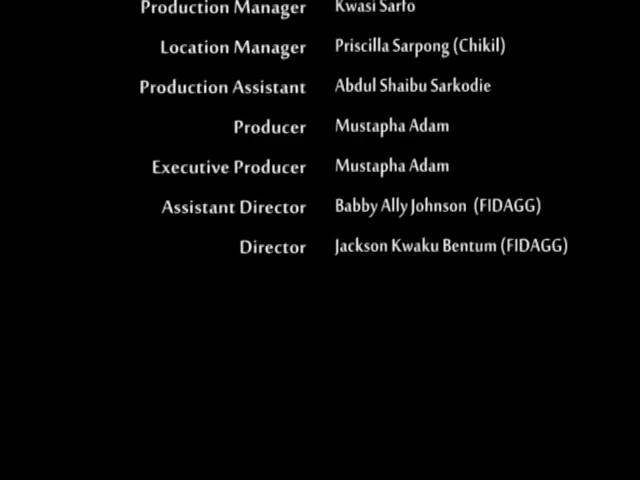 Production Manager Kwasi Sarfo
Location Manager Priscilla Sarpong (Chikil)
Production Assistant Abdul Shaibu Sarkodie
Producer Mustapha Adam
Executive Producer Mustapha Adam
Assistant Director Babby Ally Johnson (FIDAGG)
Director Jackson Kwaku Bentum (FIDAGG)